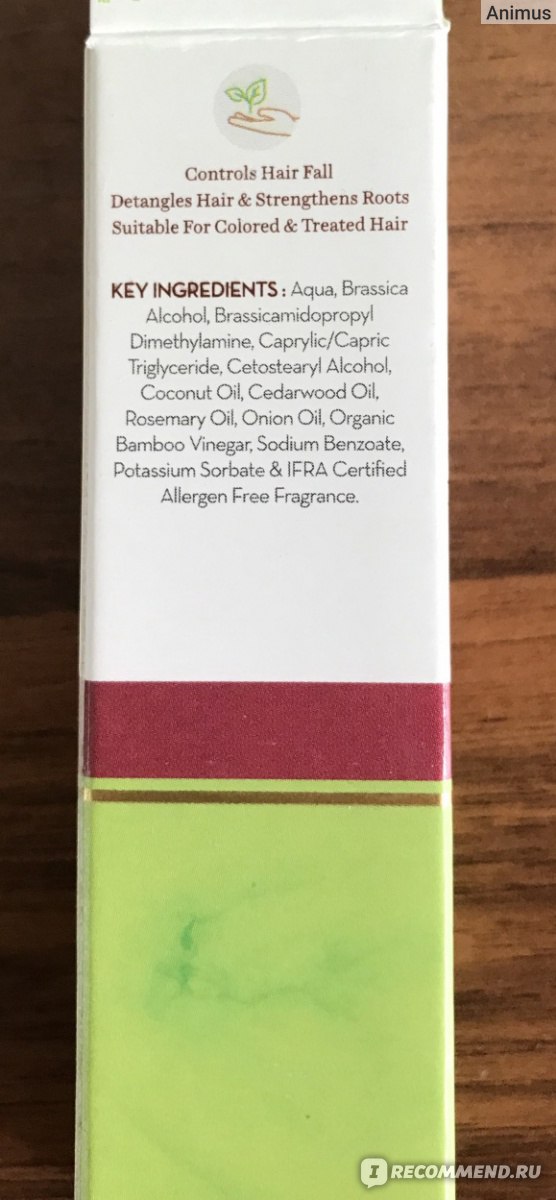 Animus
Controls Hair Fall
Detangles Hair & Strengthens Roots
Suitable For Colored & Treated Hair
KEY INGREDIENTS : Aqua, Brassica
Alcohol, Brassicamidopropyl
Dimethylamine, Caprylic/Capric
Triglyceride, Cetostearyl Alcohol,
Coconut Oil, Cedarwood Oil,
Rosemary Oil, Onion Oil, Organic
Bamboo Vinegar, Sodium Benzoate,
Potassium Sorbate & IFRA Certified
Allergen Free Fragrance.
I RECOMMEND.RU